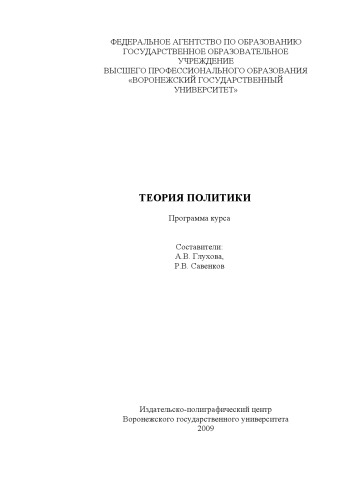 ФЕДЕРАЛЬНОЕ АГЕНТСТВО ПО ОБРАЗОВАНИЮ
ГОСУДАРСТВЕННОЕ ОБРАЗОВАТЕЛЬНОЕ
УЧРЕЖДЕНИЕ
ВЫСШЕГО ПРОФЕССИОНАЛЬНОГО ОБРАЗОВАНИЯ
«ВОРОНЕЖСКИЙ ГОСУДАРСТВЕННЫЙ
УНИВЕРСИТЕТ»
ТЕОРИЯ ПОЛИТИКИ
Программа курса
Составители:
А.В. Глухова,
Р.В. Савенков
Издательско-полиграфический центр
Воронежского государственного университета
2009